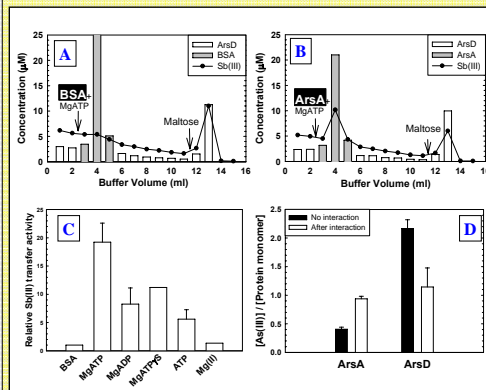 A
ArsD
BSA
Sb(III)
BSA+
MgATP
Maltose
Concentration (µM)
25
20
15
10
5
0
0 2 4 6 8 10 12 14 16
Buffer Volume (ml)
B
ArsD
ArsA
Sb(III)
ArsA+
MgATP
Maltose
Concentration (µM)
25
20
15
10
5
0
0 2 4 6 8 10 12 14 16
Buffer Volume (ml)
C
Relative Sb(III) transfer activity
25
20
15
10
5
0
BSA
MgATP
MgADP
MgATPγS
ATP
Mg(II)
No interaction
After interaction
D
[As(III)] / [Protein monomer]
2.5
2.0
1.5
1.0
0.5
0.0
ArsA ArsD